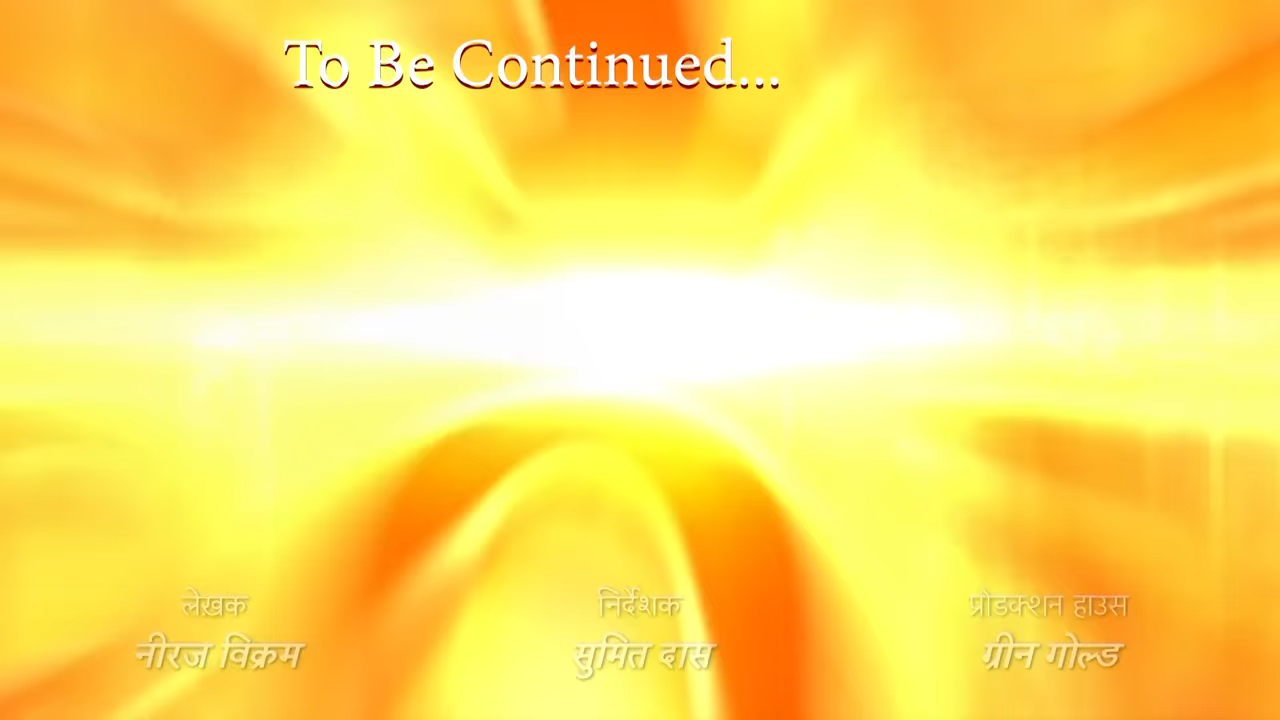 To Be Continued...
लेखक
नीरज विक्रम
निर्देशक
सुमित दास
प्रोडक्शन हाउस
ग्रीन गोल्ड